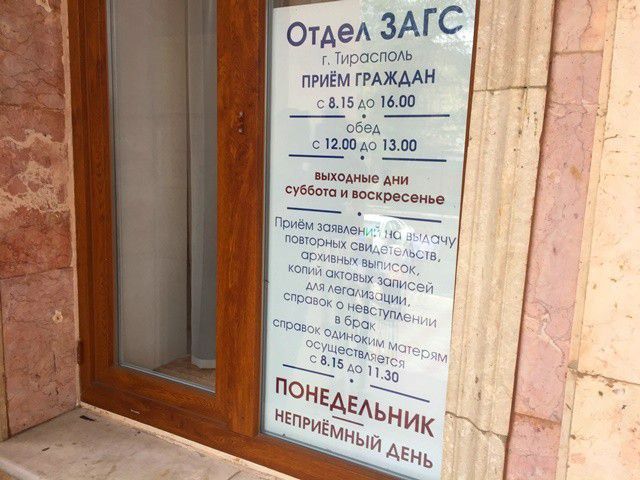 Отдел ЗАГС
г. Тирасполь
ПРИЁМ ГРАЖДАН
с 8.15 до 16.00
обед
с 12.00 до 13.00
выходные дни
суббота и воскресенье
Приём заявлений на выдачу
повторных свидетельств,
архивных выписок,
копий актовых записей
для легализации,
справок о невступлении
в брак
справок одиноким матерям
осуществляется
с 8.15 до 11.30
ПОНЕДЕЛЬНИК
НЕПРИЁМНЫЙ ДЕНЬ